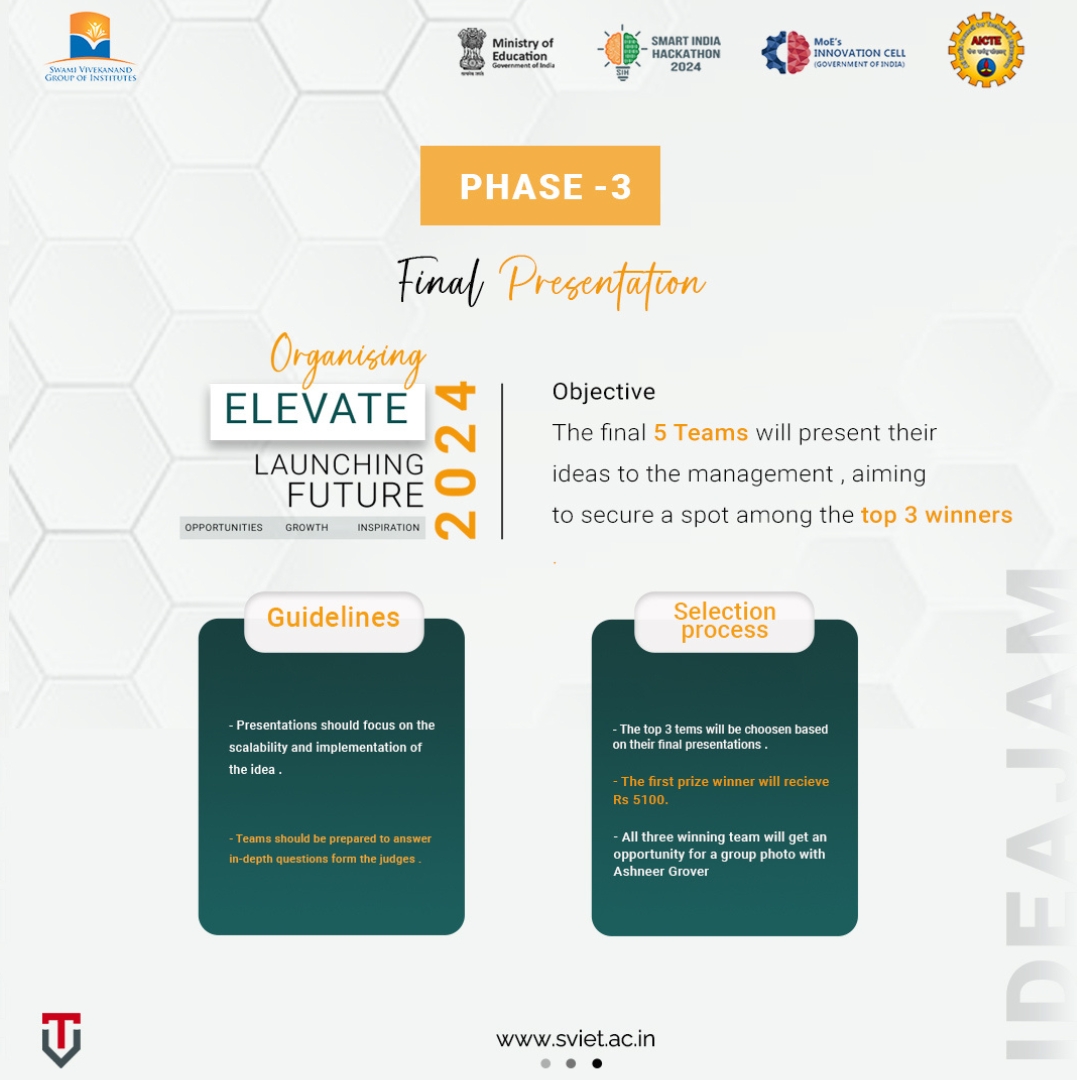 SWAMI VIVEKANAND
GROUP OF INSTITUTES
Ministry of
Education
Government of India
SIH
SMART INDIA
HACKATHON
2024
MoE's
INNOVATION CELL
(GOVERNMENT OF INDIA)
AICTE
PHASE -3
Final Presentation
Organising
ELEVATE
2024
LAUNCHING
FUTURE
OPPORTUNITIES GROWTH INSPIRATION
Objective
The final 5 Teams will present their
ideas to the management , aiming
to secure a spot among the top 3 winners
.
Guidelines
- Presentations should focus on the
scalability and implementation of
the idea .
- Teams should be prepared to answer
in-depth questions form the judges .
Selection
process
- The top 3 tems will be choosen based
on their final presentations .
- The first prize winner will recieve
Rs 5100.
- All three winning team will get an
opportunity for a group photo with
Ashneer Grover
IDEAJAM
www.sviet.ac.in